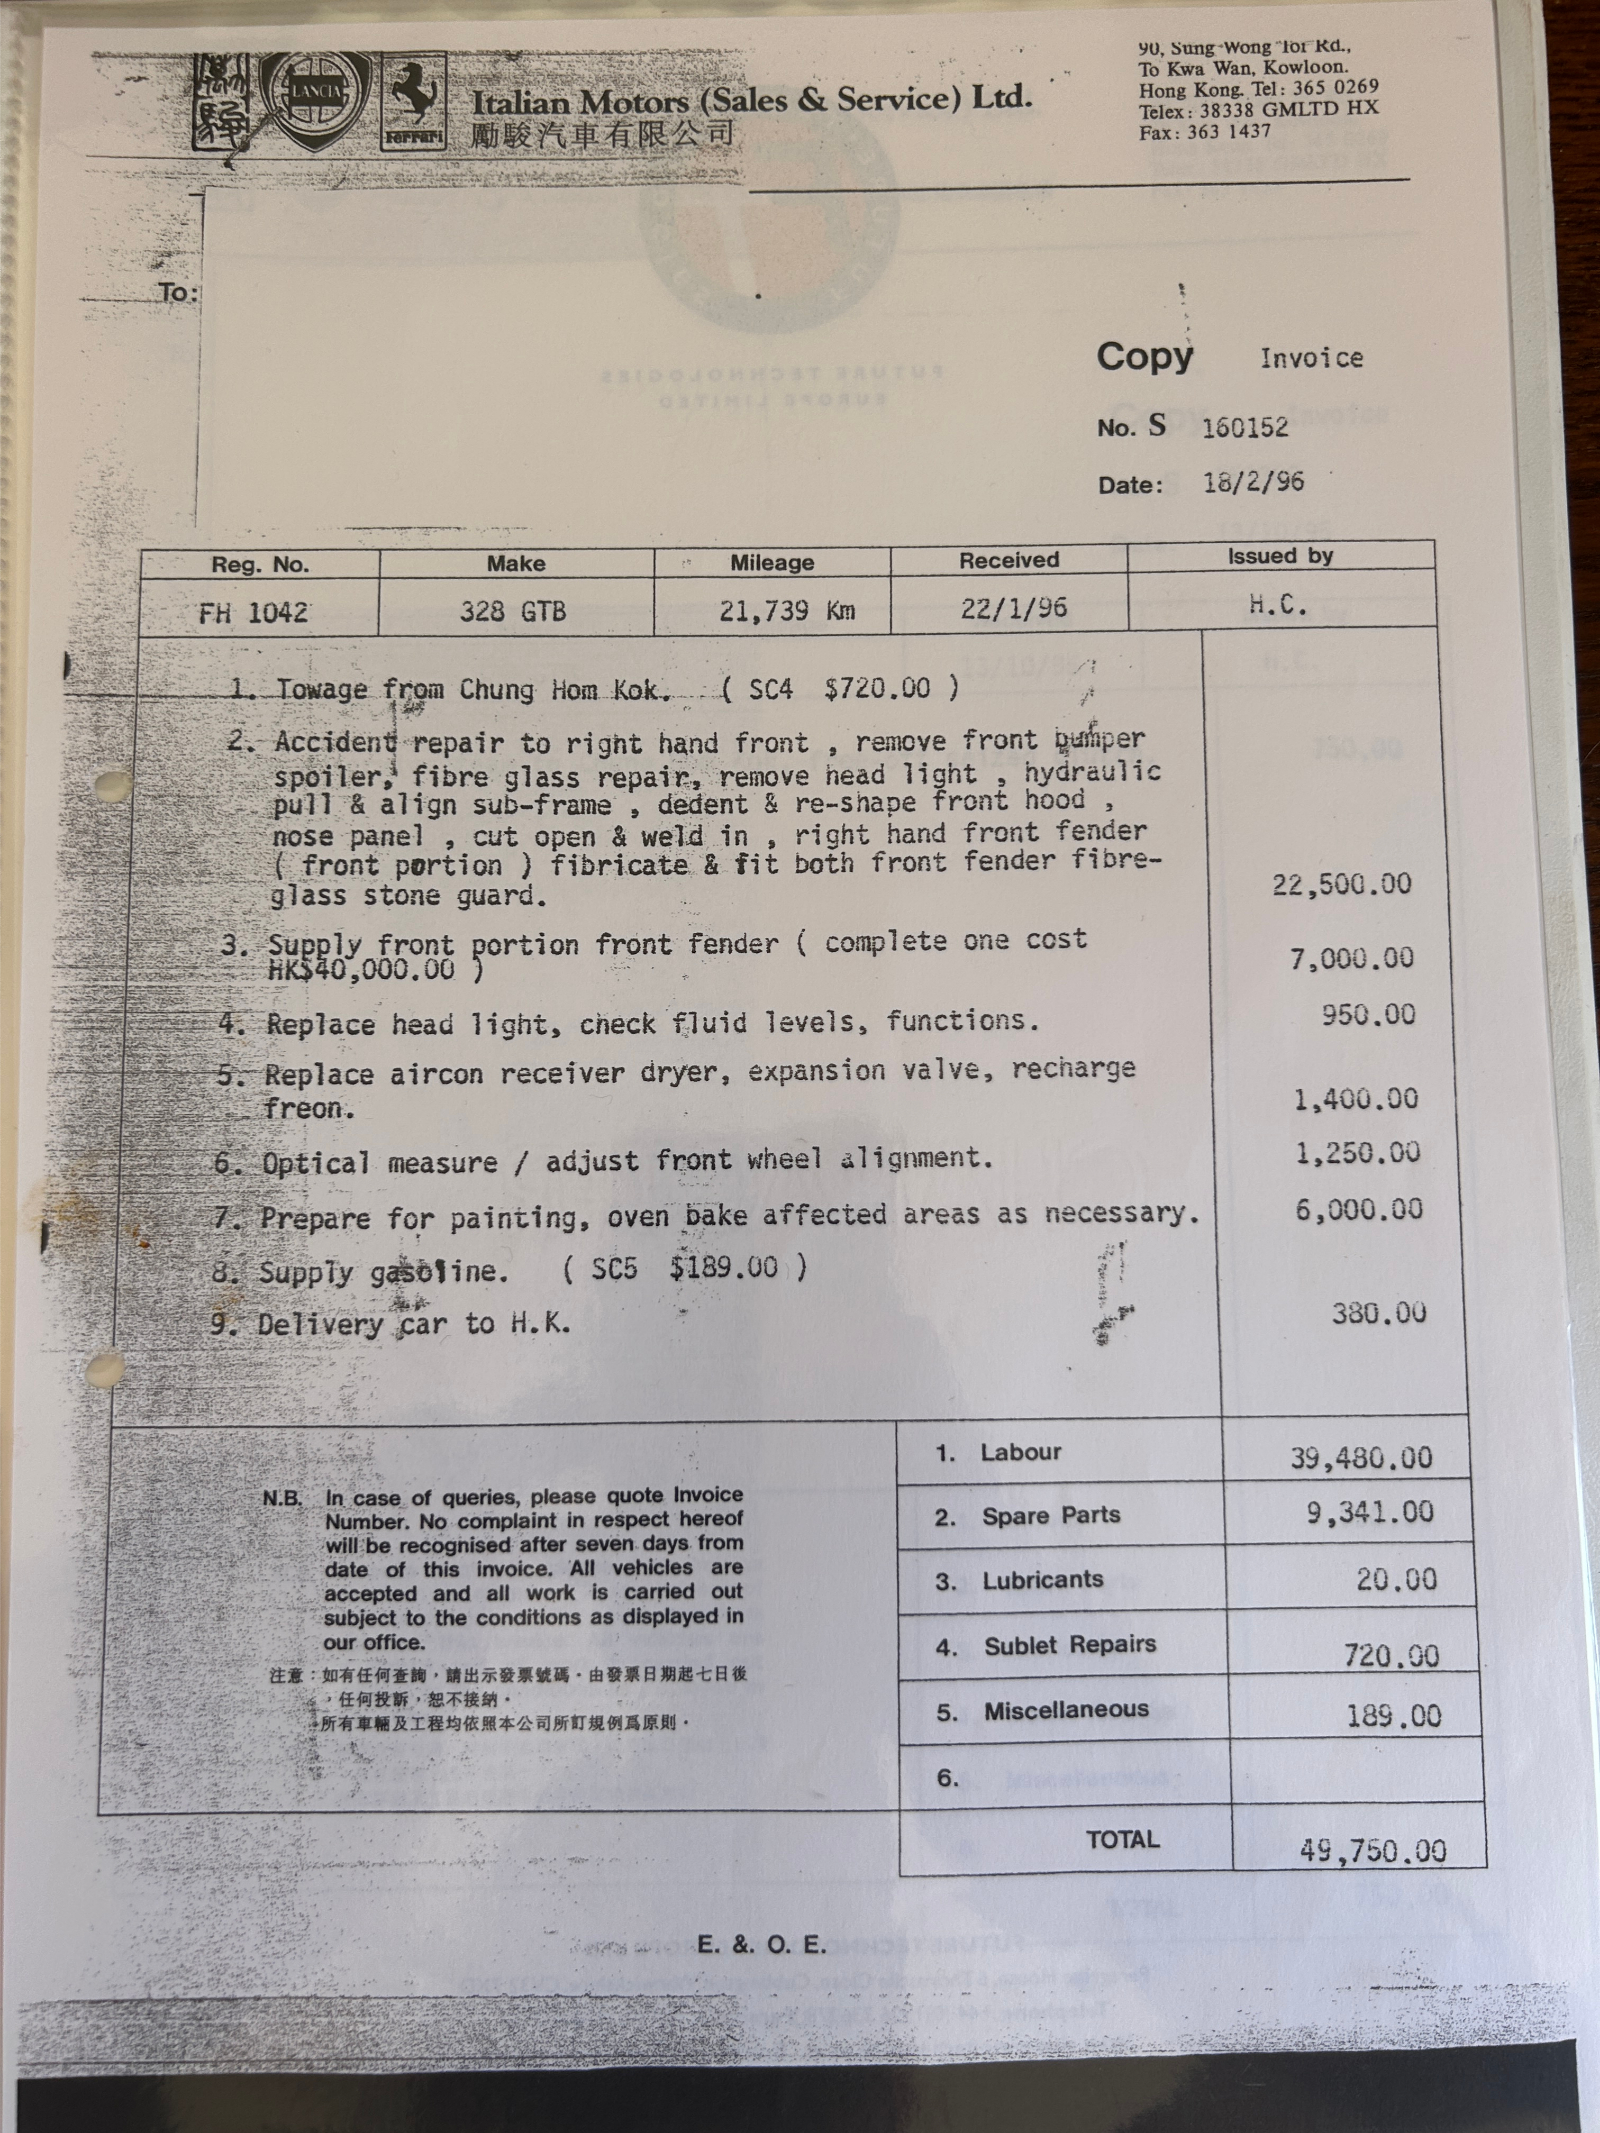 90, Sung Wong Toi Rd.,
To Kwa Wan, Kowloon.
Hong Kong. Tel: 365 0269
Telex: 38338 GMLTD HX
Fax: 363 1437
LANCIA
Ferrari
Italian Motors (Sales & Service) Ltd.
勵駿汽車有限公司
To:
FUTURE TECHNOLOGIES
EUROPE LIMITED
Copy Invoice
No. S 160152
Date: 18/2/96
Reg. No. Make Mileage Received Issued by
FH 1042 328 GTB 21,739 Km 22/1/96 H.C.
1. Towage from Chung Hom Kok. ( SC4 $720.00 )
2. Accident repair to right hand front , remove front bumper
spoiler, fibre glass repair, remove head light , hydraulic
pull & align sub-frame , dedent & re-shape front hood ,
nose panel , cut open & weld in , right hand front fender
( front portion ) fibricate & fit both front fender fibre-
glass stone guard. 22,500.00
3. Supply front portion front fender ( complete one cost
HK$40,000.00 ) 7,000.00
4. Replace head light, check fluid levels, functions. 950.00
5. Replace aircon receiver dryer, expansion valve, recharge
freon. 1,400.00
6. Optical measure / adjust front wheel alignment. 1,250.00
7. Prepare for painting, oven bake affected areas as necessary. 6,000.00
8. Supply gasoline. ( SC5 $189.00 )
9. Delivery car to H.K. 380.00
N.B. In case of queries, please quote Invoice
Number. No complaint in respect hereof
will be recognised after seven days from
date of this invoice. All vehicles are
accepted and all work is carried out
subject to the conditions as displayed in
our office.
注意：如有任何查詢，請出示發票號碼。由發票日期起七日後
，任何投訴，恕不接納。
所有車輛及工程均依照本公司所訂規例爲原則。
1. Labour 39,480.00
2. Spare Parts 9,341.00
3. Lubricants 20.00
4. Sublet Repairs 720.00
5. Miscellaneous 189.00
6.
TOTAL 49,750.00
E. & O. E.